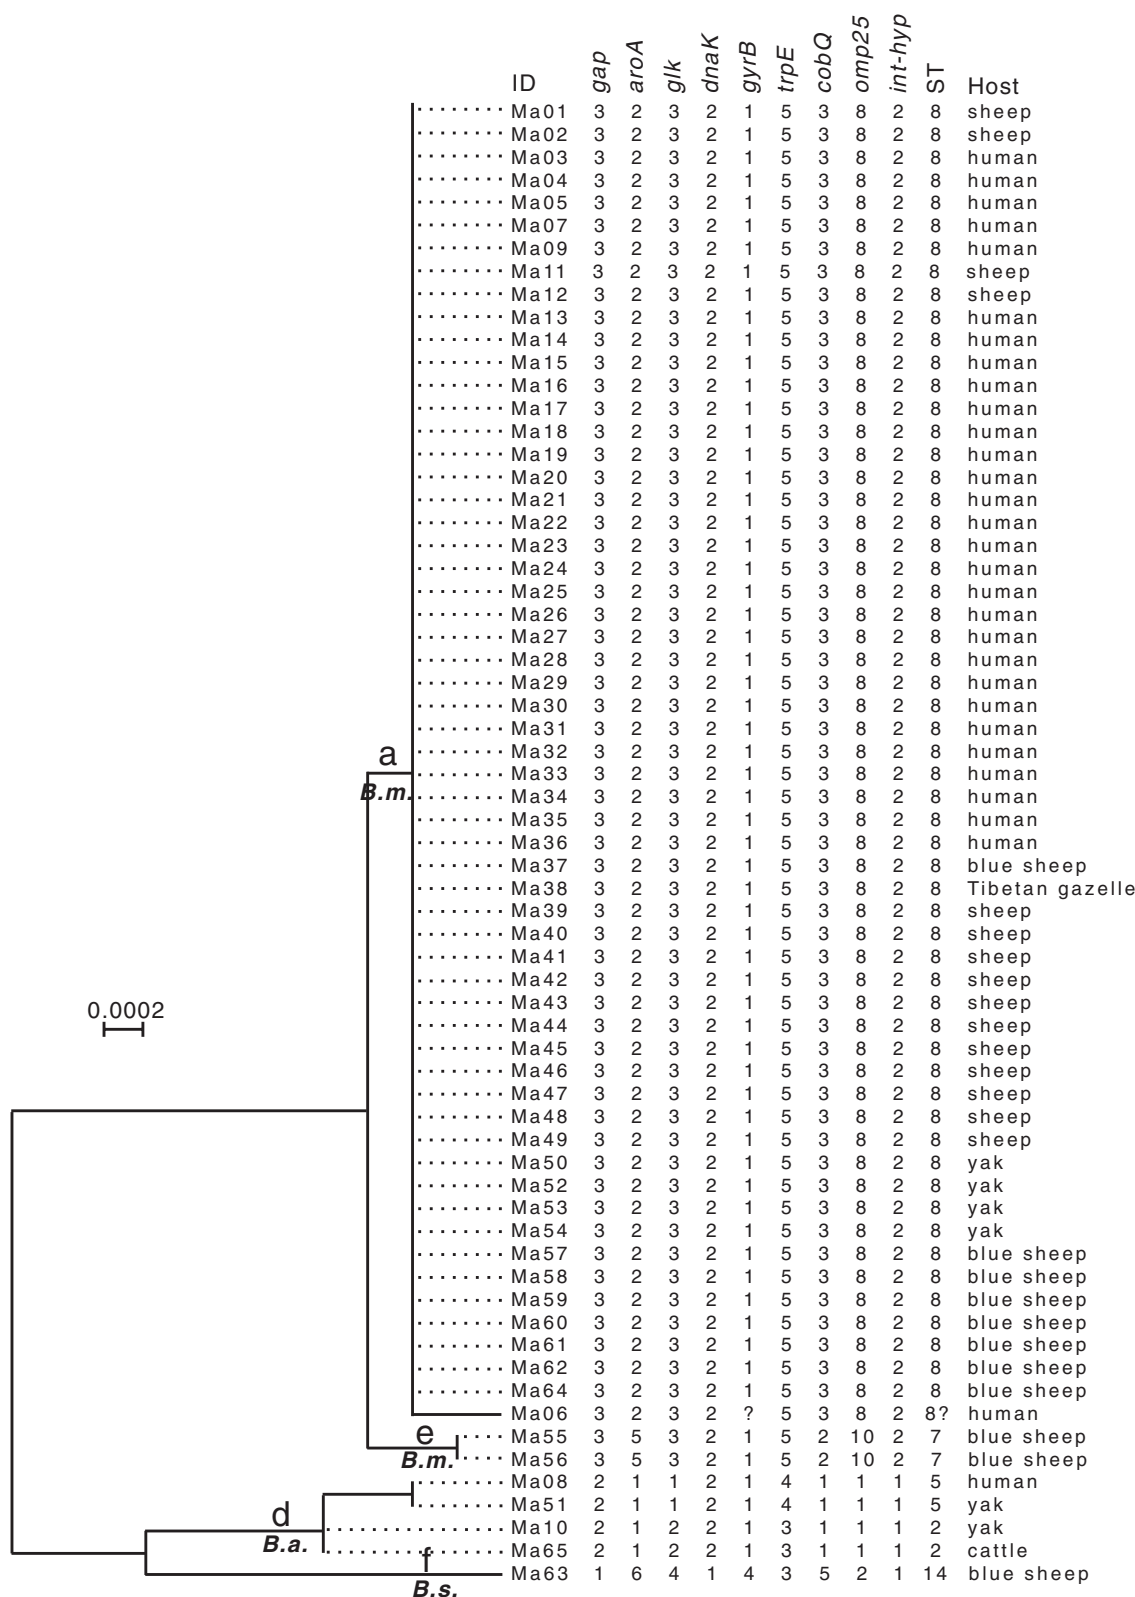 ID gap aroA glk dnaK gyrB trpE cobQ omp25 int-hyp ST Host
Ma01 3 2 3 2 1 5 3 8 2 8 sheep
Ma02 3 2 3 2 1 5 3 8 2 8 sheep
Ma03 3 2 3 2 1 5 3 8 2 8 human
Ma04 3 2 3 2 1 5 3 8 2 8 human
Ma05 3 2 3 2 1 5 3 8 2 8 human
Ma07 3 2 3 2 1 5 3 8 2 8 human
Ma09 3 2 3 2 1 5 3 8 2 8 human
Ma11 3 2 3 2 1 5 3 8 2 8 sheep
Ma12 3 2 3 2 1 5 3 8 2 8 sheep
Ma13 3 2 3 2 1 5 3 8 2 8 human
Ma14 3 2 3 2 1 5 3 8 2 8 human
Ma15 3 2 3 2 1 5 3 8 2 8 human
Ma16 3 2 3 2 1 5 3 8 2 8 human
Ma17 3 2 3 2 1 5 3 8 2 8 human
Ma18 3 2 3 2 1 5 3 8 2 8 human
Ma19 3 2 3 2 1 5 3 8 2 8 human
Ma20 3 2 3 2 1 5 3 8 2 8 human
Ma21 3 2 3 2 1 5 3 8 2 8 human
Ma22 3 2 3 2 1 5 3 8 2 8 human
Ma23 3 2 3 2 1 5 3 8 2 8 human
Ma24 3 2 3 2 1 5 3 8 2 8 human
Ma25 3 2 3 2 1 5 3 8 2 8 human
Ma26 3 2 3 2 1 5 3 8 2 8 human
Ma27 3 2 3 2 1 5 3 8 2 8 human
Ma28 3 2 3 2 1 5 3 8 2 8 human
Ma29 3 2 3 2 1 5 3 8 2 8 human
Ma30 3 2 3 2 1 5 3 8 2 8 human
Ma31 3 2 3 2 1 5 3 8 2 8 human
Ma32 3 2 3 2 1 5 3 8 2 8 human
a
Ma33 3 2 3 2 1 5 3 8 2 8 human
B.m.
Ma34 3 2 3 2 1 5 3 8 2 8 human
Ma35 3 2 3 2 1 5 3 8 2 8 human
Ma36 3 2 3 2 1 5 3 8 2 8 human
Ma37 3 2 3 2 1 5 3 8 2 8 blue sheep
Ma38 3 2 3 2 1 5 3 8 2 8 Tibetan gazelle
Ma39 3 2 3 2 1 5 3 8 2 8 sheep
Ma40 3 2 3 2 1 5 3 8 2 8 sheep
Ma41 3 2 3 2 1 5 3 8 2 8 sheep
Ma42 3 2 3 2 1 5 3 8 2 8 sheep
Ma43 3 2 3 2 1 5 3 8 2 8 sheep
0.0002
Ma44 3 2 3 2 1 5 3 8 2 8 sheep
Ma45 3 2 3 2 1 5 3 8 2 8 sheep
Ma46 3 2 3 2 1 5 3 8 2 8 sheep
Ma47 3 2 3 2 1 5 3 8 2 8 sheep
Ma48 3 2 3 2 1 5 3 8 2 8 sheep
Ma49 3 2 3 2 1 5 3 8 2 8 sheep
Ma50 3 2 3 2 1 5 3 8 2 8 yak
Ma52 3 2 3 2 1 5 3 8 2 8 yak
Ma53 3 2 3 2 1 5 3 8 2 8 yak
Ma54 3 2 3 2 1 5 3 8 2 8 yak
Ma57 3 2 3 2 1 5 3 8 2 8 blue sheep
Ma58 3 2 3 2 1 5 3 8 2 8 blue sheep
Ma59 3 2 3 2 1 5 3 8 2 8 blue sheep
Ma60 3 2 3 2 1 5 3 8 2 8 blue sheep
Ma61 3 2 3 2 1 5 3 8 2 8 blue sheep
Ma62 3 2 3 2 1 5 3 8 2 8 blue sheep
Ma64 3 2 3 2 1 5 3 8 2 8 blue sheep
Ma06 3 2 3 2 ? 5 3 8 2 8? human
e
Ma55 3 5 3 2 1 5 2 10 2 7 blue sheep
B.m.
Ma56 3 5 3 2 1 5 2 10 2 7 blue sheep
Ma08 2 1 1 2 1 4 1 1 1 5 human
Ma51 2 1 1 2 1 4 1 1 1 5 yak
d
Ma10 2 1 2 2 1 3 1 1 1 2 yak
B.a.
Ma65 2 1 2 2 1 3 1 1 1 2 cattle
f
Ma63 1 6 4 1 4 3 5 2 1 14 blue sheep
B.s.